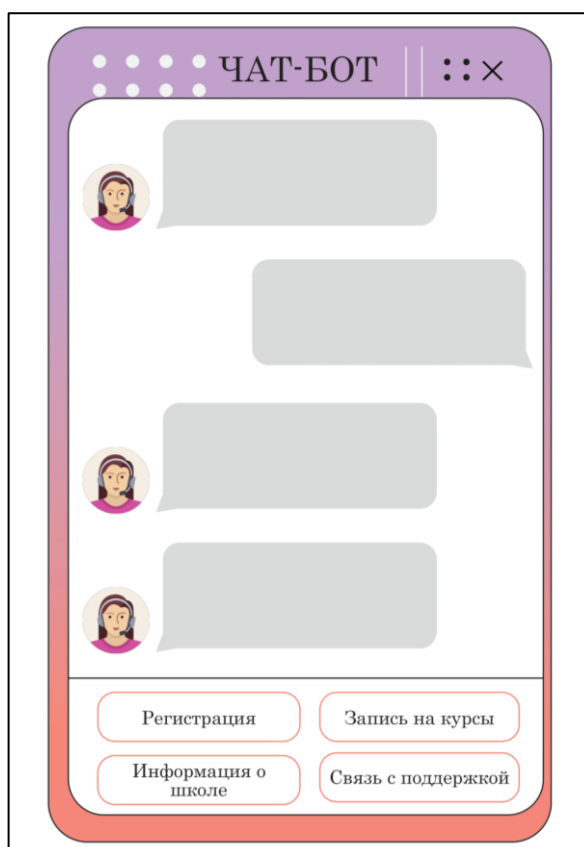 ЧАТ-БОТ
Регистрация
Запись на курсы
Информация о
школе
Связь с поддержкой